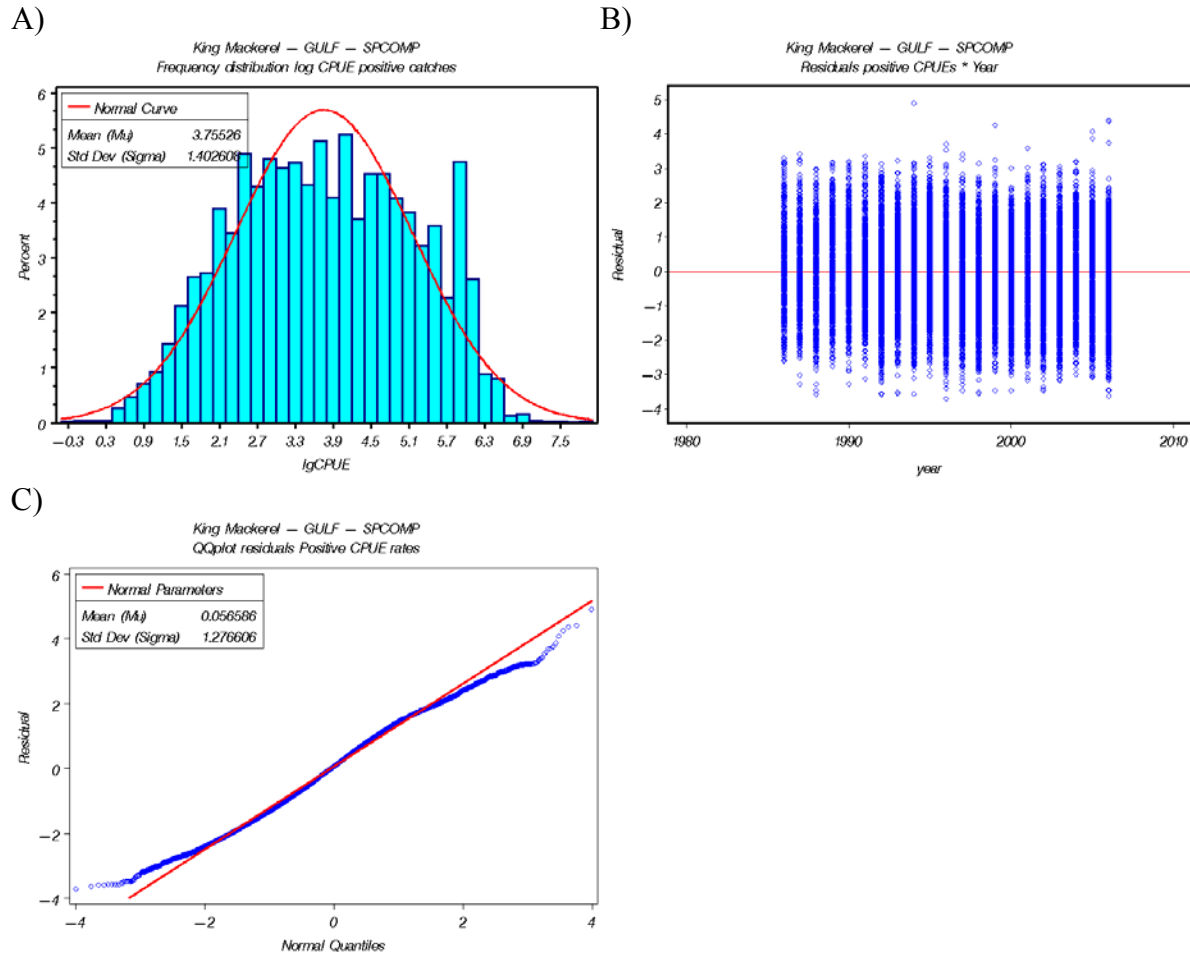 A)
King Mackerel — GULF — SPCOMP
Frequency distribution log CPUE positive catches
6
5
4
3
2
1
0
Percent
Normal Curve
Mean (Mu) 3.75526
Std Dev (Sigma) 1.402608
−0.3 0.3 0.9 1.5 2.1 2.7 3.3 3.9 4.5 5.1 5.7 6.3 6.9 7.5
lgCPUE
B)
King Mackerel — GULF — SPCOMP
Residuals positive CPUEs * Year
5
4
3
2
1
0
−1
−2
−3
−4
Residual
1980 1990 2000 2010
year
C)
King Mackerel — GULF — SPCOMP
QQplot residuals Positive CPUE rates
6
4
2
0
−2
−4
Residual
Normal Parameters
Mean (Mu) 0.056586
Std Dev (Sigma) 1.276606
−4 −2 0 2 4
Normal Quantiles